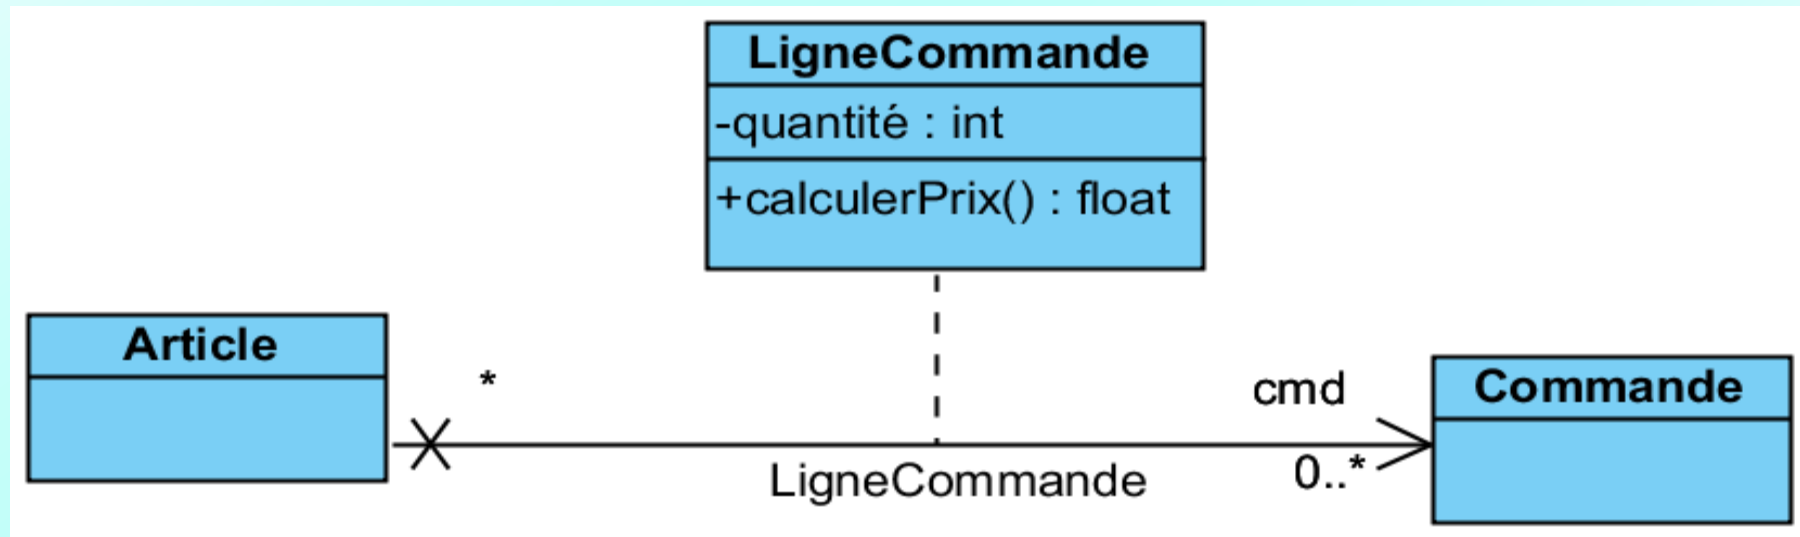 LigneCommande
-quantité : int
+calculerPrix() : float
Article
*
cmd
Commande
0..*
LigneCommande